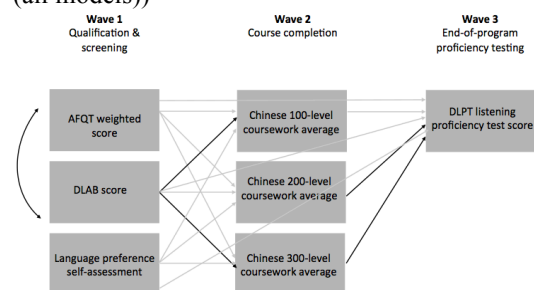 (all models))
Wave 1
Qualification &
screening
Wave 2
Course completion
Wave 3
End-of-program
proficiency testing
AFQT weighted
score
Chinese 100-level
coursework average
DLPT listening
proficiency test score
DLAB score
Chinese 200-level
coursework average
Language preference
self-assessment
Chinese 300-level
coursework average